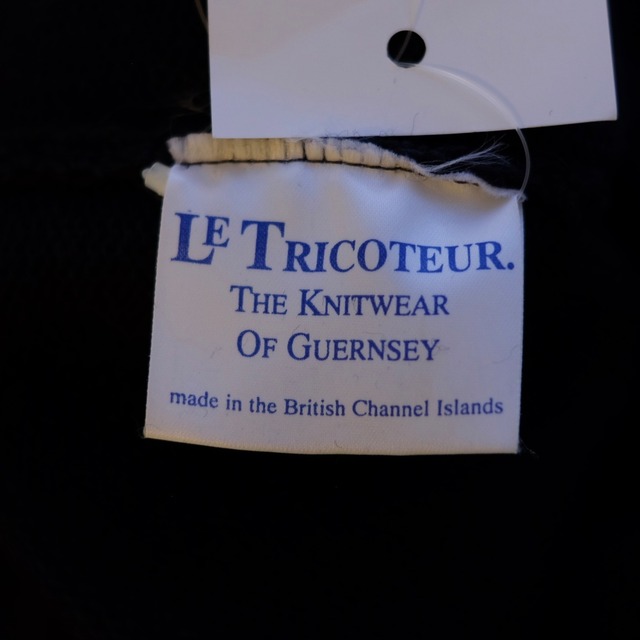 LE TRICOTEUR.
THE KNITWEAR
OF GUERNSEY
made in the British Channel Islands